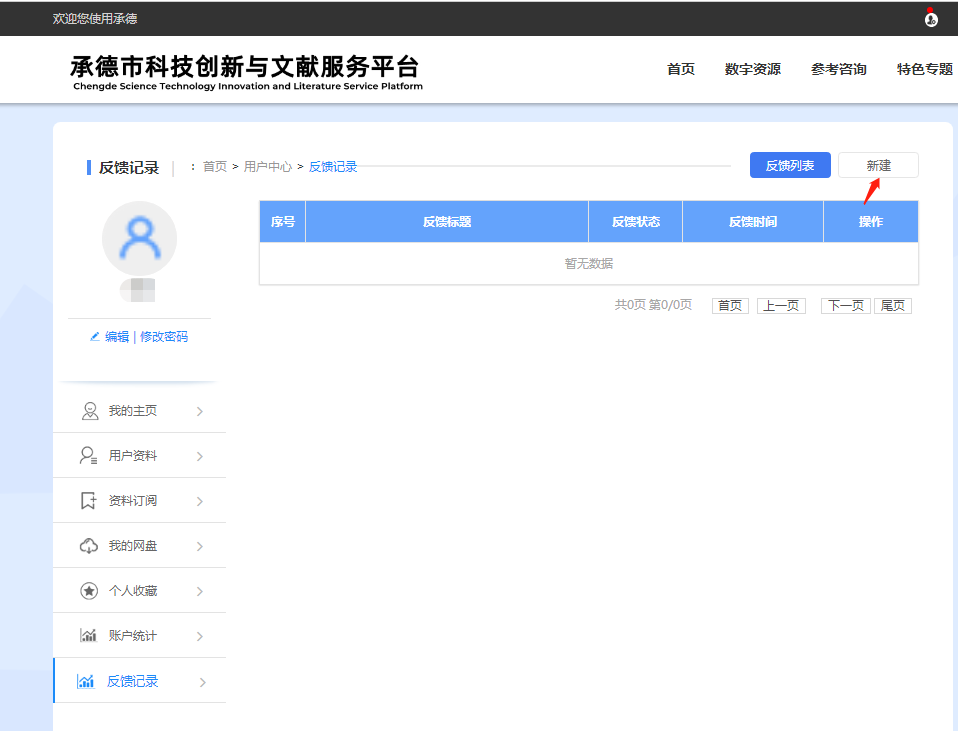 欢迎您使用承德
承德市科技创新与文献服务平台
Chengde Science Technology Innovation and Literature Service Platform
首页 数字资源 参考咨询 特色专题
反馈记录 ： 首页 > 用户中心 > 反馈记录
反馈列表 新建
序号 反馈标题 反馈状态 反馈时间 操作
暂无数据
共0页 第0/0页 首页 上一页 下一页 尾页
编辑 | 修改密码
我的主页
用户资料
资料订阅
我的网盘
个人收藏
账户统计
反馈记录